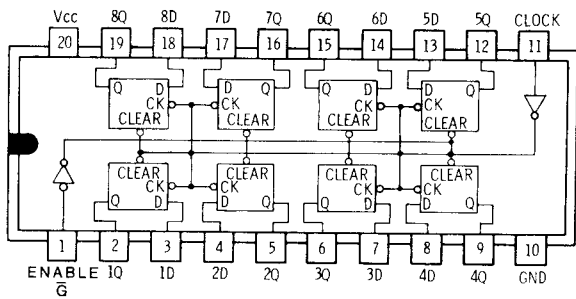 Vcc 8Q 8D 7D 7Q 6Q 6D 5D 5Q CLOCK
20 19 18 17 16 15 14 13 12 11
Q D D Q Q D D Q
CK CK CK CK
CLEAR CLEAR CLEAR CLEAR
CLEAR CLEAR CLEAR CLEAR
CK CK CK CK
Q D D Q Q D D Q
1 2 3 4 5 6 7 8 9 10
ENABLE 1Q 1D 2D 2Q 3Q 3D 4D 4Q GND
G̅